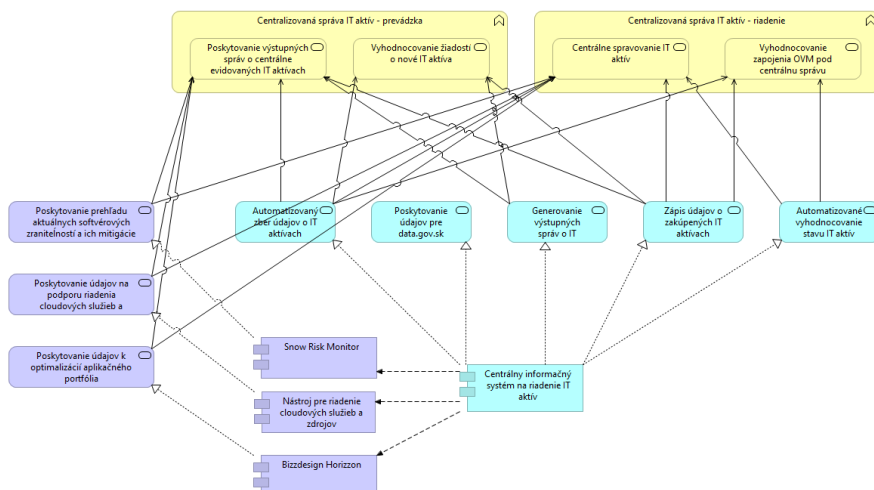 Centralizovaná správa IT aktív - prevádzka
Centralizovaná správa IT aktív - riadenie
Poskytovanie výstupných
správ o centrálne
evidovaných IT aktívach
Vyhodnocovanie žiadostí
o nové IT aktíva
Centrálne spravovanie IT
aktív
Vyhodnocovanie
zapojenia OVM pod
centrálnu správu
Poskytovanie prehľadu
aktuálnych softvérových
zraniteľností a ich mitigácie
Automatizovaný
zber údajov o IT
aktívach
Poskytovanie
údajov pre
data.gov.sk
Generovanie
výstupných
správ o IT
Zápis údajov o
zakúpených IT
aktívach
Automatizované
vyhodnocovanie
stavu IT aktív
Poskytovanie údajov na
podporu riadenia
cloudových služieb a
Poskytovanie údajov k
optimalizácií aplikačného
portfólia
Snow Risk Monitor
Centrálny informačný
systém na riadenie IT
aktív
Nástroj pre riadenie
cloudových služieb a
zdrojov
Bizzdesign Horizzon